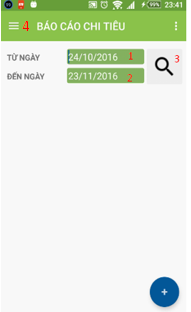 99% 23:41
4 BÁO CÁO CHI TIÊU
TỪ NGÀY 24/10/2016 1
3
ĐẾN NGÀY 23/11/2016 2